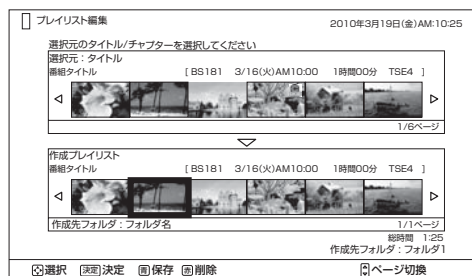 プレイリスト編集
2010年3月19日(金)AM:10:25
選択元のタイトル/チャプターを選択してください
選択元：タイトル
番組タイトル [ BS181 3/16(火)AM10:00 1時間00分 TSE4 ]
1/6ページ
作成プレイリスト
番組タイトル [ BS181 3/16(火)AM10:00 1時間00分 TSE4 ]
作成先フォルダ：フォルダ名 1/1ページ
総時間 1:25
作成先フォルダ：フォルダ1
選択 決定 決定 青 保存 赤 削除 ページ切換